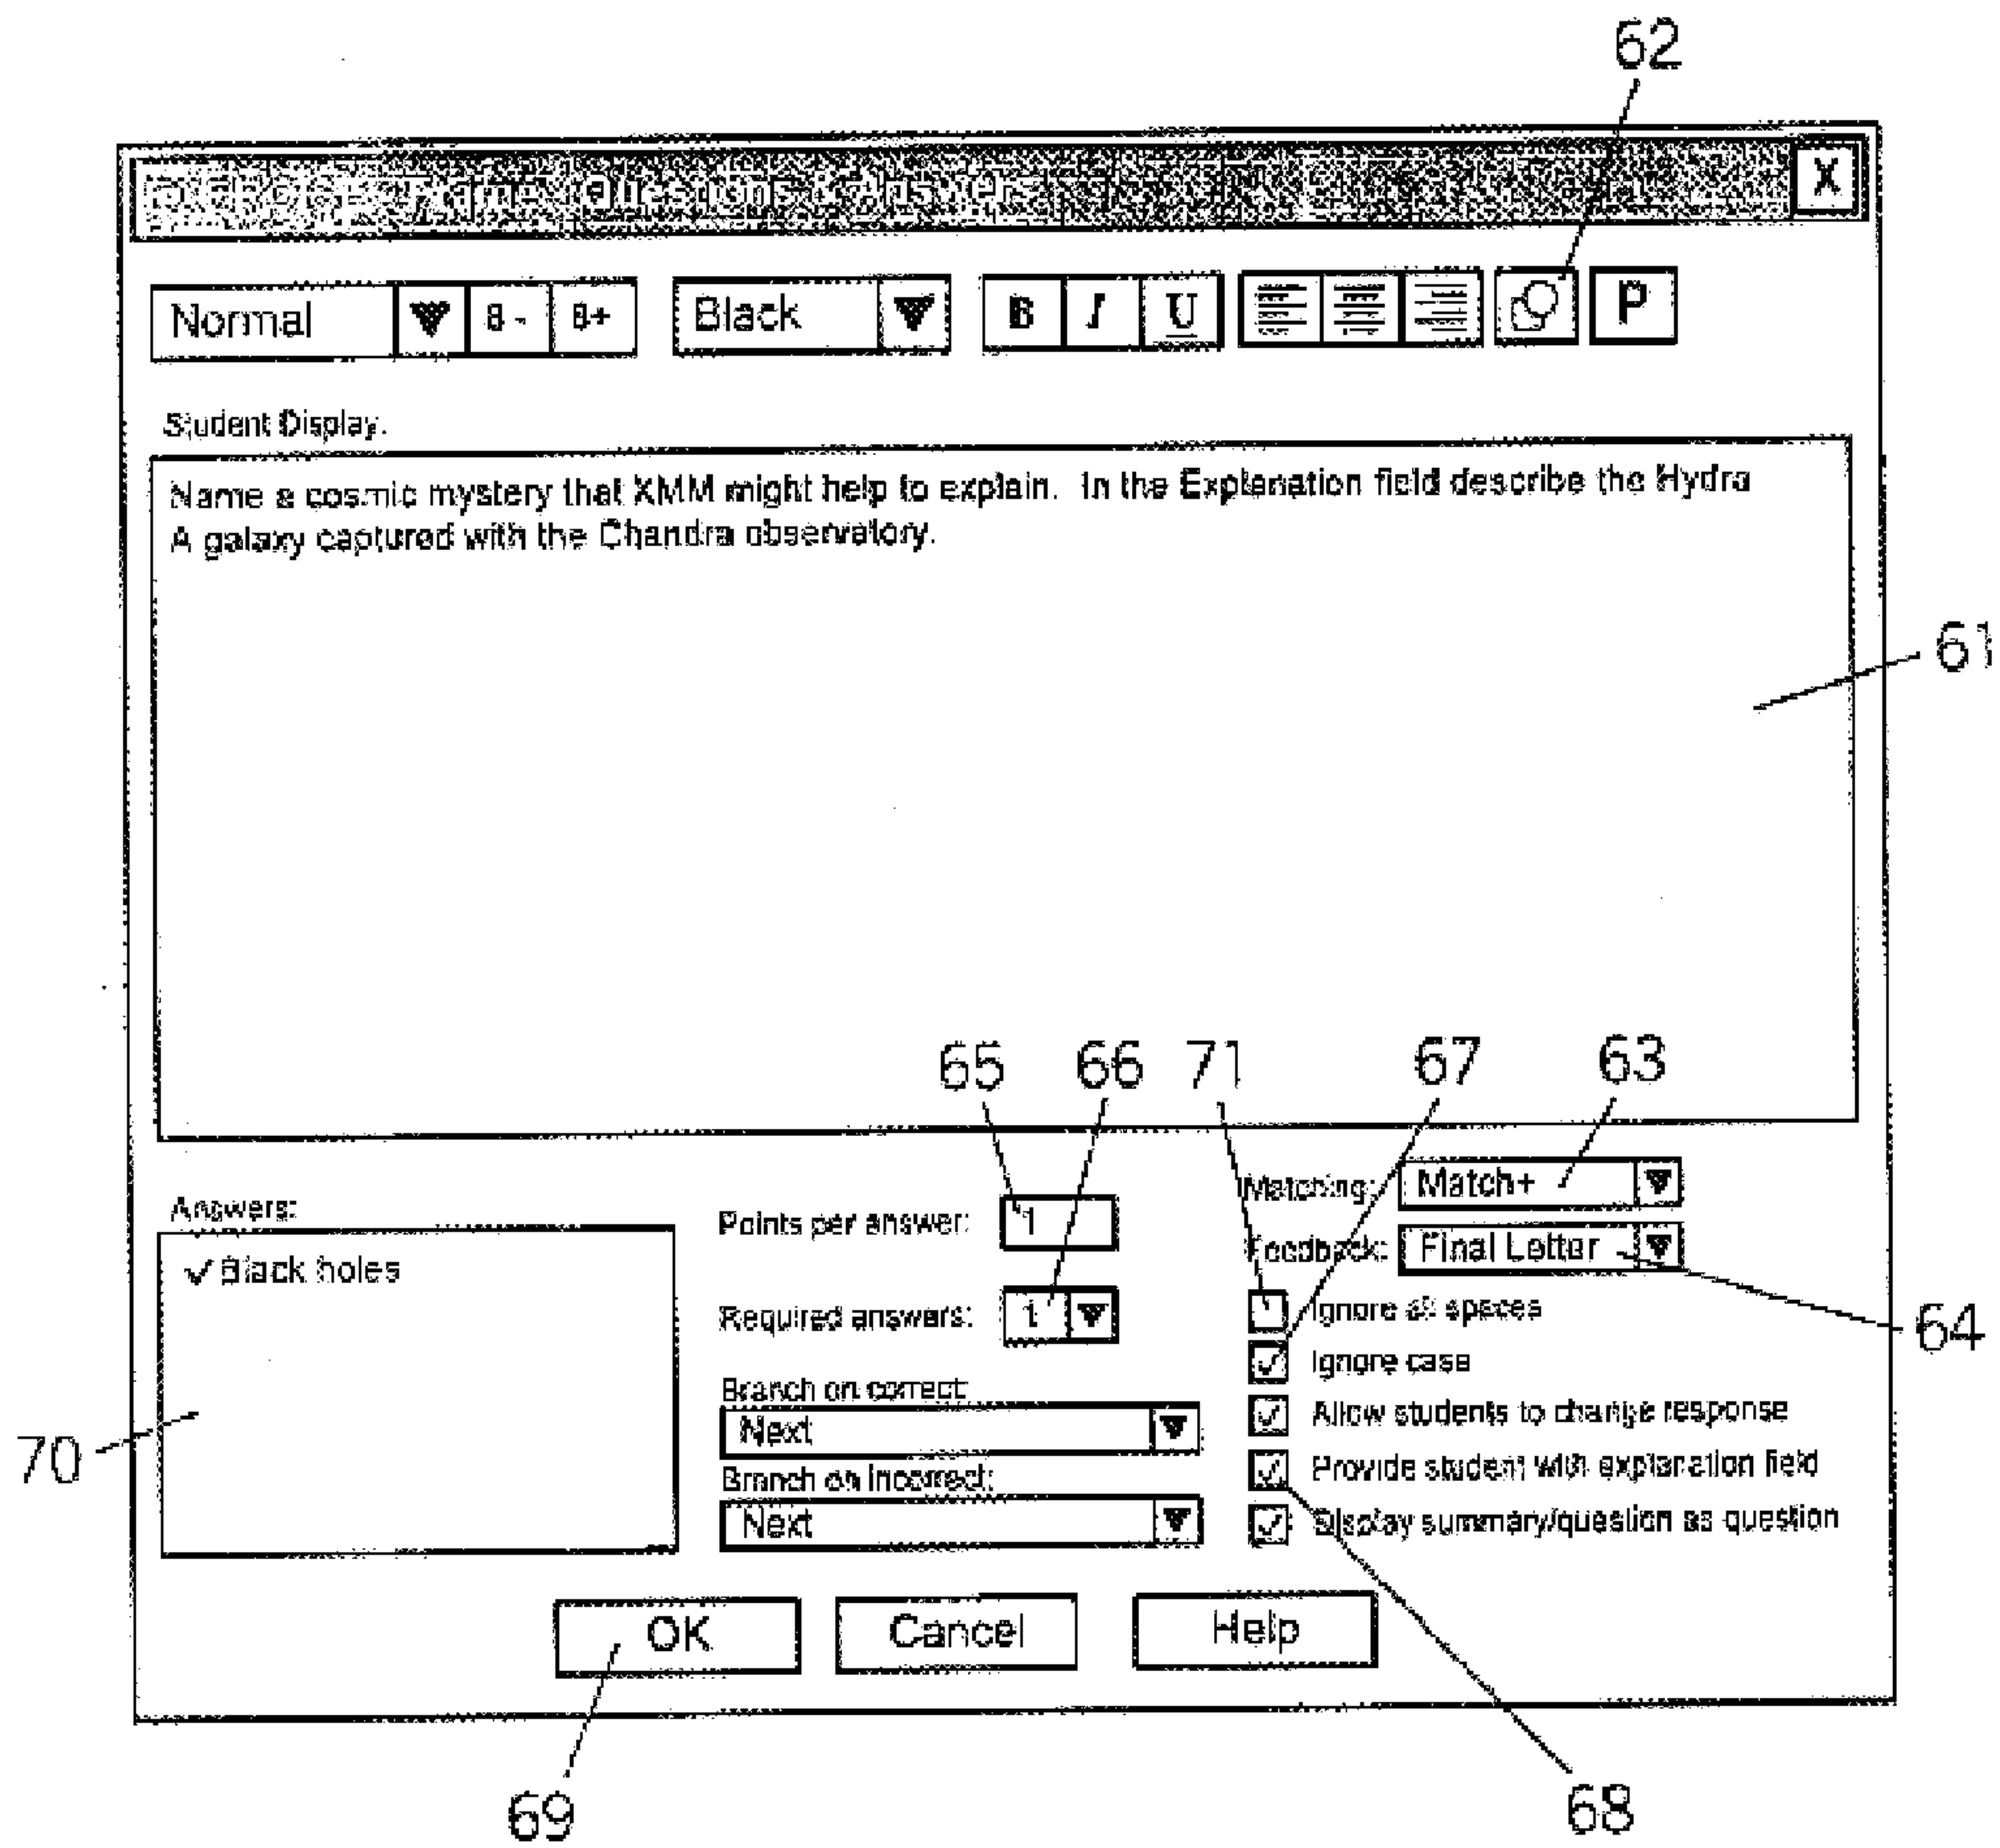 62
Frame Questions & Answers
X
Normal 8 - 8+ Black B I U P
Student Display:
Name a cosmic mystery that XMM might help to explain. In the Explanation field describe the Hydra
A galaxy captured with the Chandra observatory.
61
65 66 71 67 63
Matching: Match+
Answers:
Points per answer: 1
Feedback: Final Letter
✓ Black holes
Ignore all spaces
64
Required answers: 1
Ignore case
Branch on correct:
Allow students to change response
Next
70
Provide student with explanation field
Branch on incorrect:
Next
Display summary/question as question
OK Cancel Help
69
68